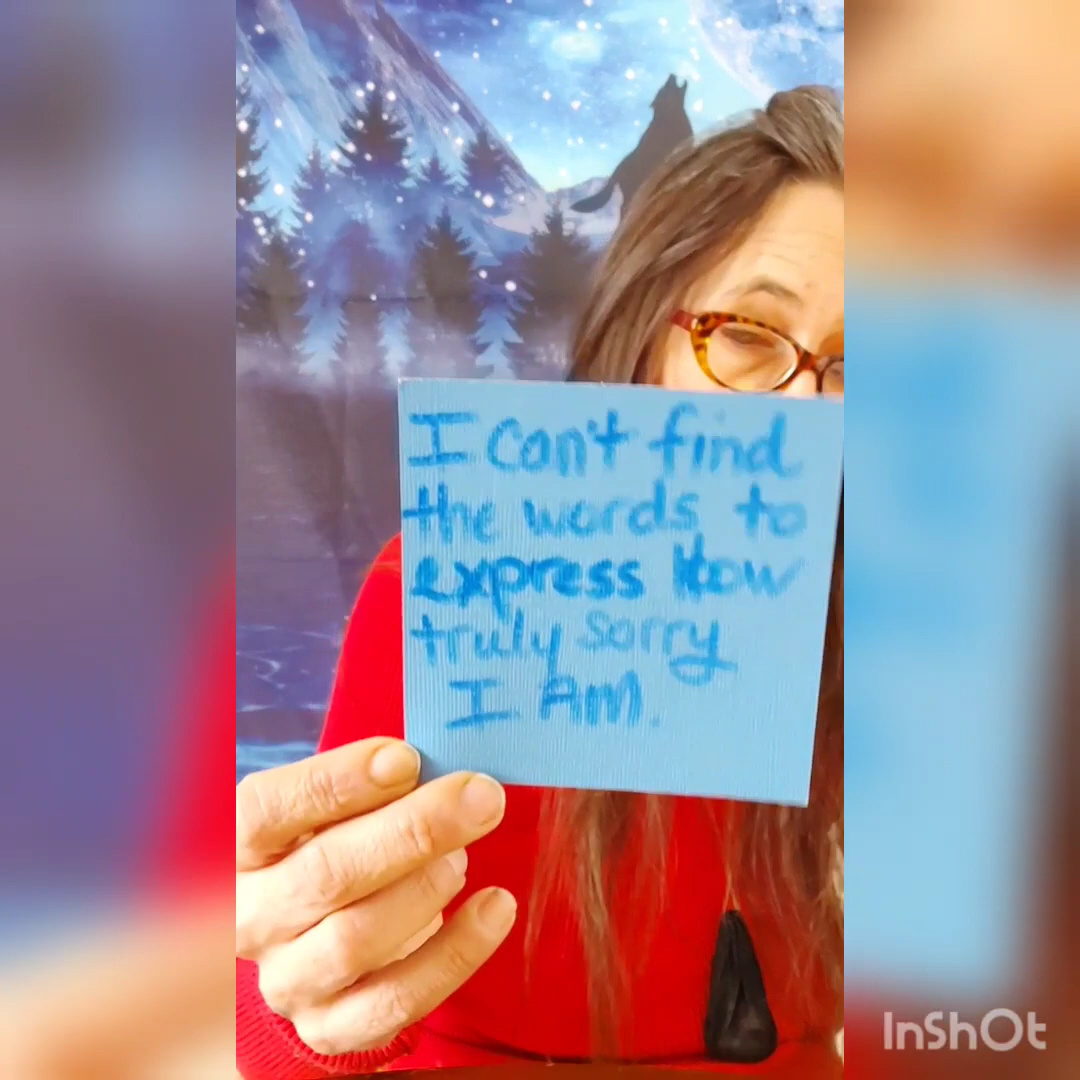 I can't find
the words to
express How
truly sorry
I Am.
InShOt